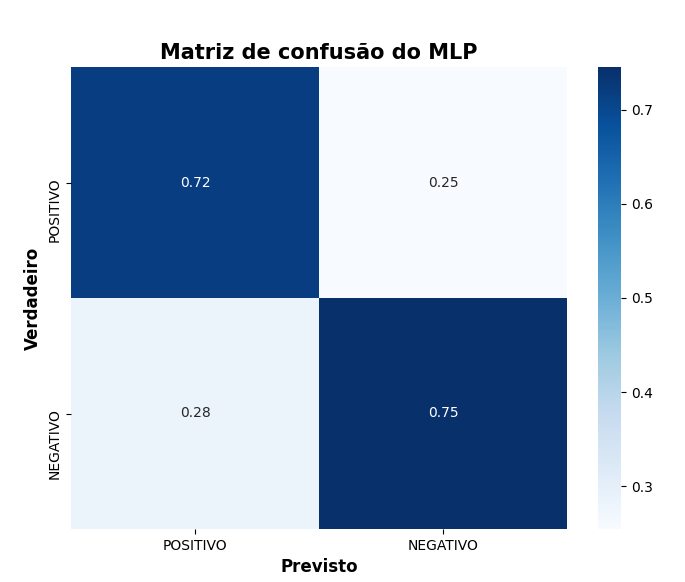 Matriz de confusão do MLP
Verdadeiro
POSITIVO
NEGATIVO
0.72
0.25
0.28
0.75
POSITIVO
NEGATIVO
Previsto
0.7
0.6
0.5
0.4
0.3